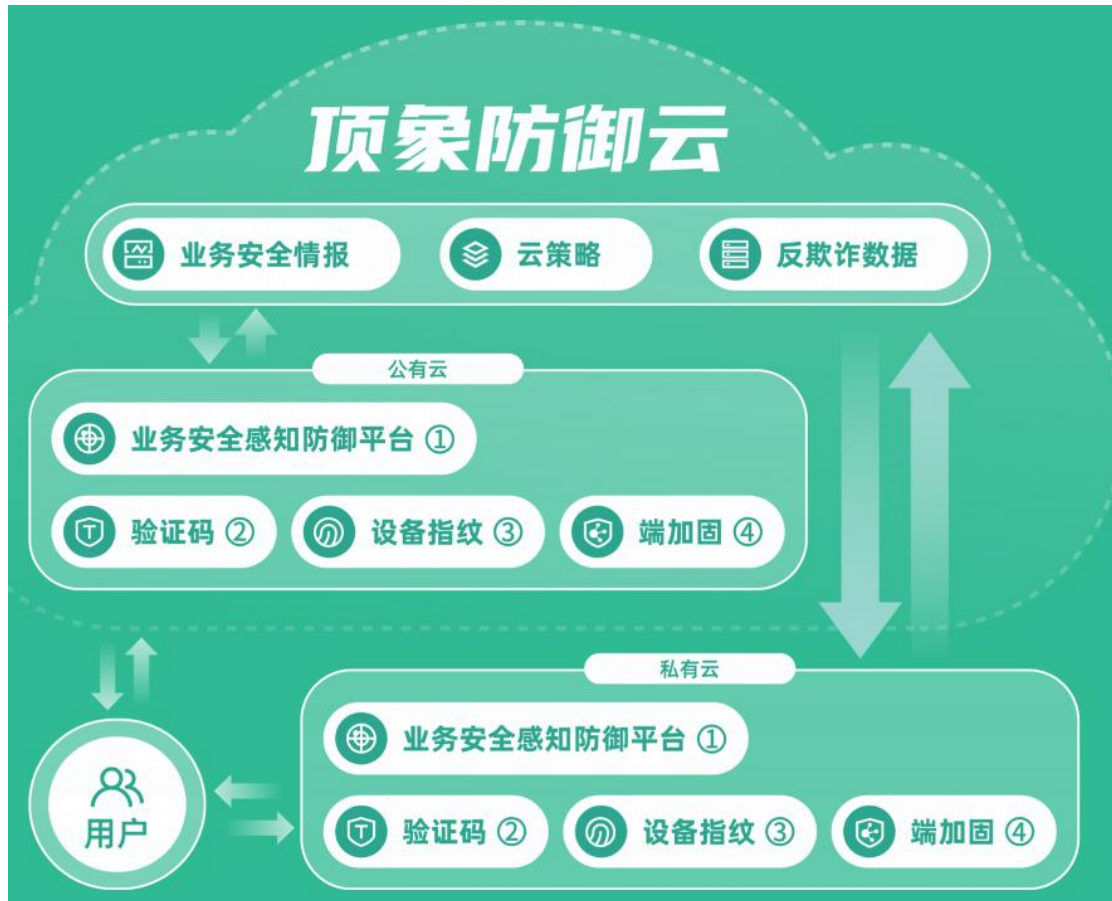 顶象防御云
业务安全情报
云策略
反欺诈数据
公有云
业务安全感知防御平台 ①
验证码 ②
设备指纹 ③
端加固 ④
私有云
业务安全感知防御平台 ①
用户
验证码 ②
设备指纹 ③
端加固 ④